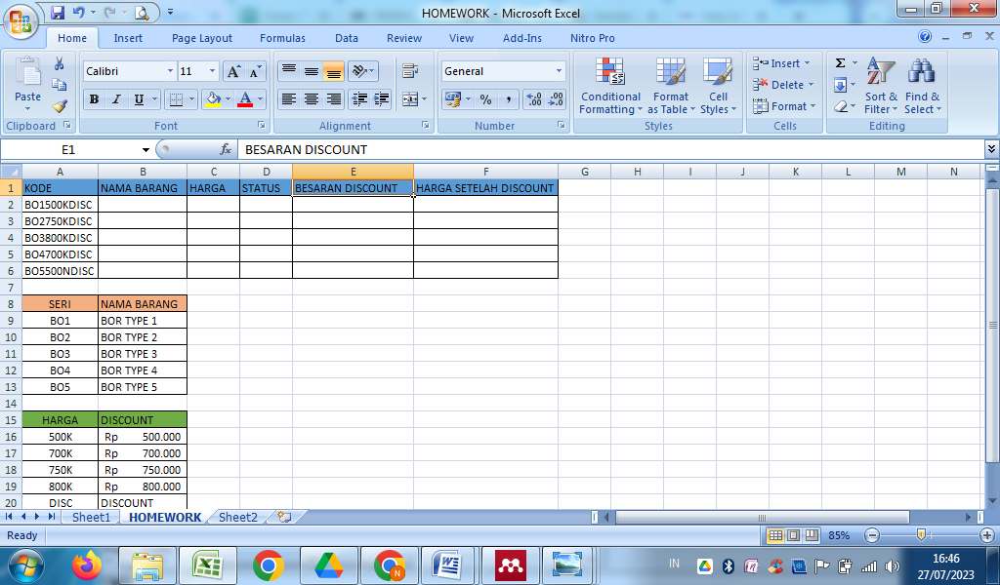 HOMEWORK - Microsoft Excel
Home Insert Page Layout Formulas Data Review View Add-Ins Nitro Pro
Paste
Clipboard
Calibri 11
B I U
Font
Alignment
General
% ,
Number
Conditional Formatting
Format as Table
Cell Styles
Styles
Insert
Delete
Format
Cells
Sort & Filter
Find & Select
Editing
E1 fx BESARAN DISCOUNT
A B C D E F G H I J K L M N
1 KODE NAMA BARANG HARGA STATUS BESARAN DISCOUNT HARGA SETELAH DISCOUNT
2 BO1500KDISC
3 BO2750KDISC
4 BO3800KDISC
5 BO4700KDISC
6 BO5500NDISC
7
8 SERI NAMA BARANG
9 BO1 BOR TYPE 1
10 BO2 BOR TYPE 2
11 BO3 BOR TYPE 3
12 BO4 BOR TYPE 4
13 BO5 BOR TYPE 5
14
15 HARGA DISCOUNT
16 500K Rp 500.000
17 700K Rp 700.000
18 750K Rp 750.000
19 800K Rp 800.000
20 DISC DISCOUNT
Sheet1 HOMEWORK Sheet2
Ready 85%
IN
16:46
27/07/2023